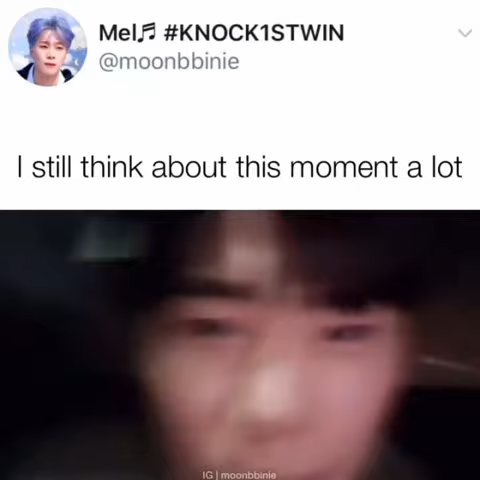 Mel♬ #KNOCK1STWIN
@moonbbinie
I still think about this moment a lot
IG | moonbbinie